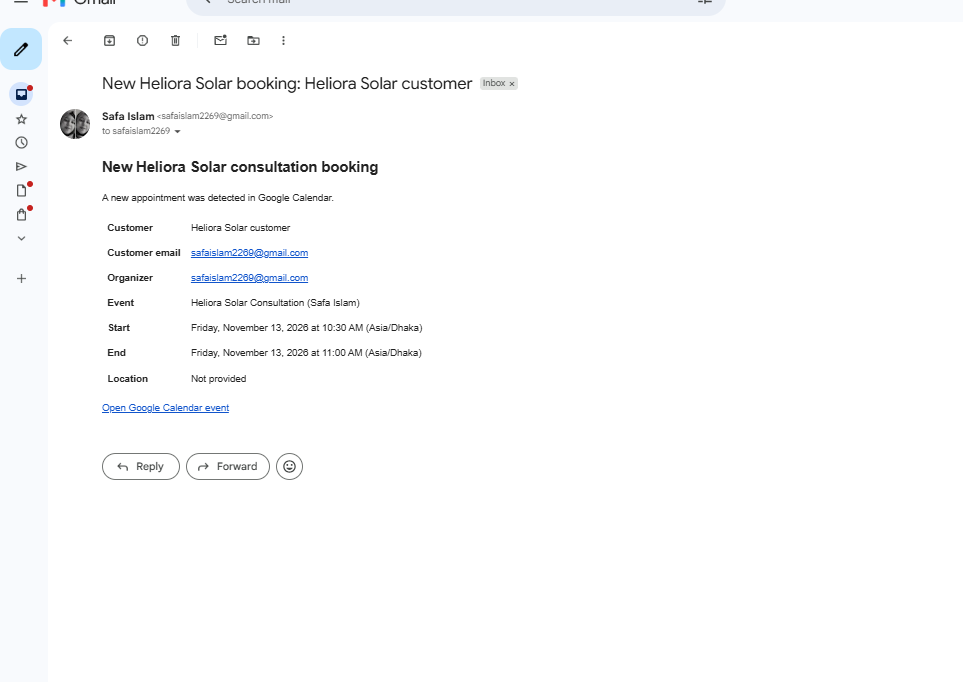 Gmail
Search mail
New Heliora Solar booking: Heliora Solar customer Inbox ×
Safa Islam <safaislam2269@gmail.com>
to safaislam2269
New Heliora Solar consultation booking
A new appointment was detected in Google Calendar.
Customer Heliora Solar customer
Customer email safaislam2269@gmail.com
Organizer safaislam2269@gmail.com
Event Heliora Solar Consultation (Safa Islam)
Start Friday, November 13, 2026 at 10:30 AM (Asia/Dhaka)
End Friday, November 13, 2026 at 11:00 AM (Asia/Dhaka)
Location Not provided
Open Google Calendar event
Reply Forward